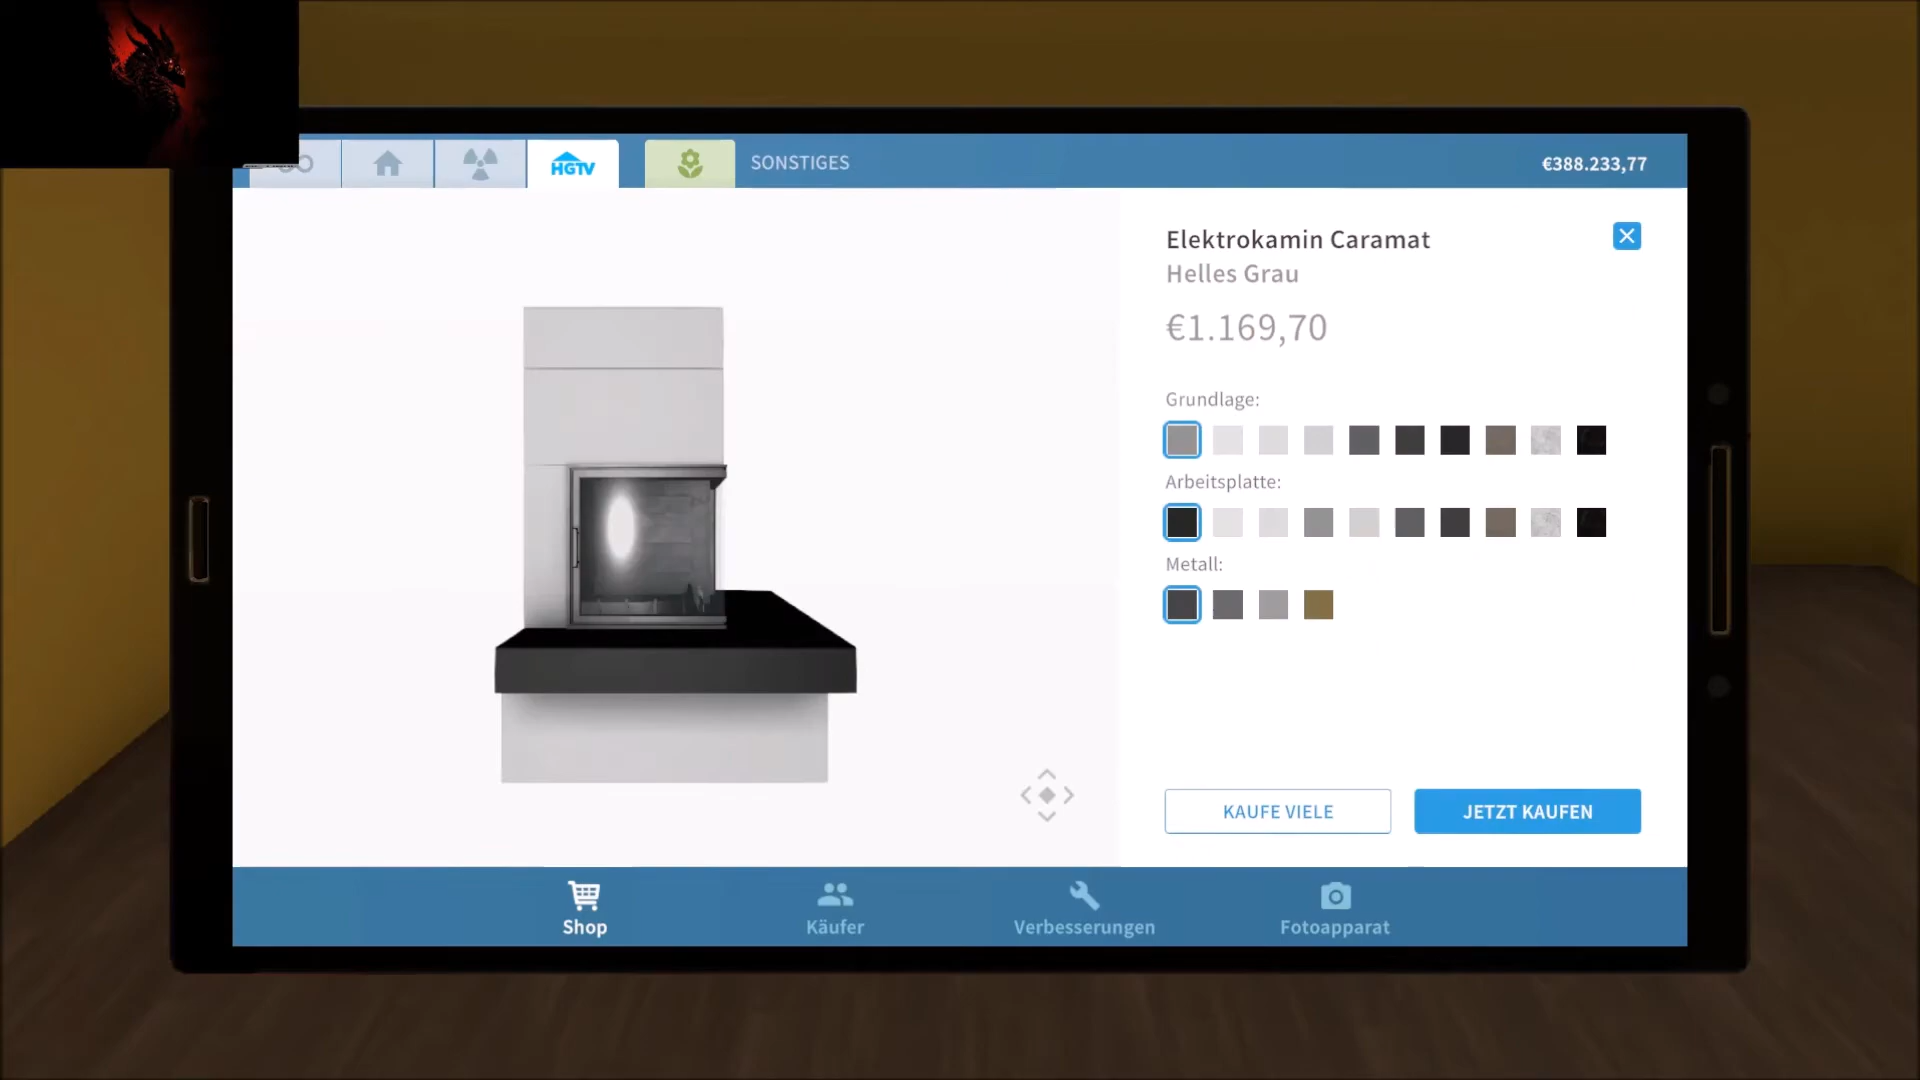 HGTV
SONSTIGES
€388.233,77
Elektrokamin Caramat
Helles Grau
€1.169,70
Grundlage:
Arbeitsplatte:
Metall:
KAUFE VIELE
JETZT KAUFEN
Shop
Käufer
Verbesserungen
Fotoapparat